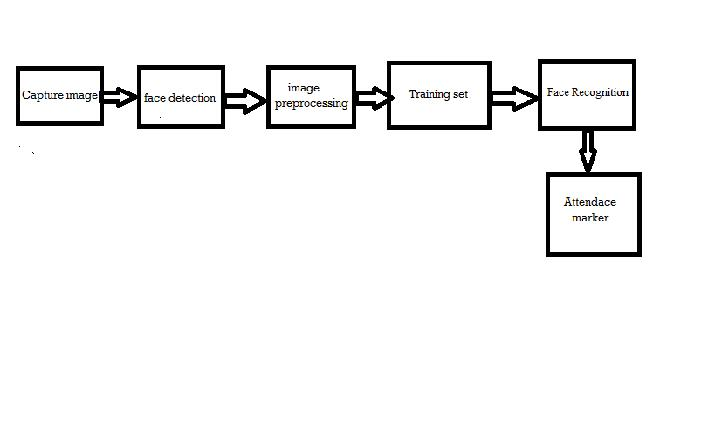 Capture image
face detection
image
preprocessing
Training set
Face Recognition
Attendace
marker